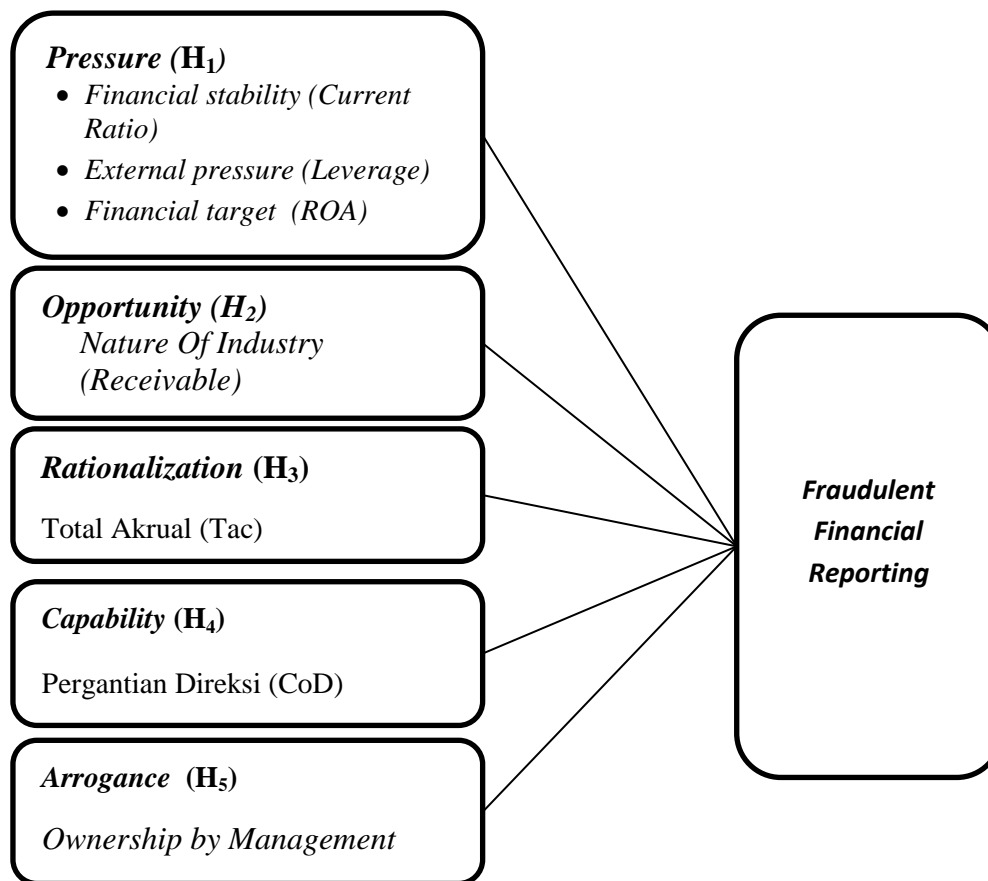 Pressure (H1)
• Financial stability (Current
Ratio)
• External pressure (Leverage)
• Financial target (ROA)
Opportunity (H2)
Nature Of Industry
(Receivable)
Rationalization (H3)
Total Akrual (Tac)
Capability (H4)
Pergantian Direksi (CoD)
Arrogance (H5)
Ownership by Management
Fraudulent
Financial
Reporting